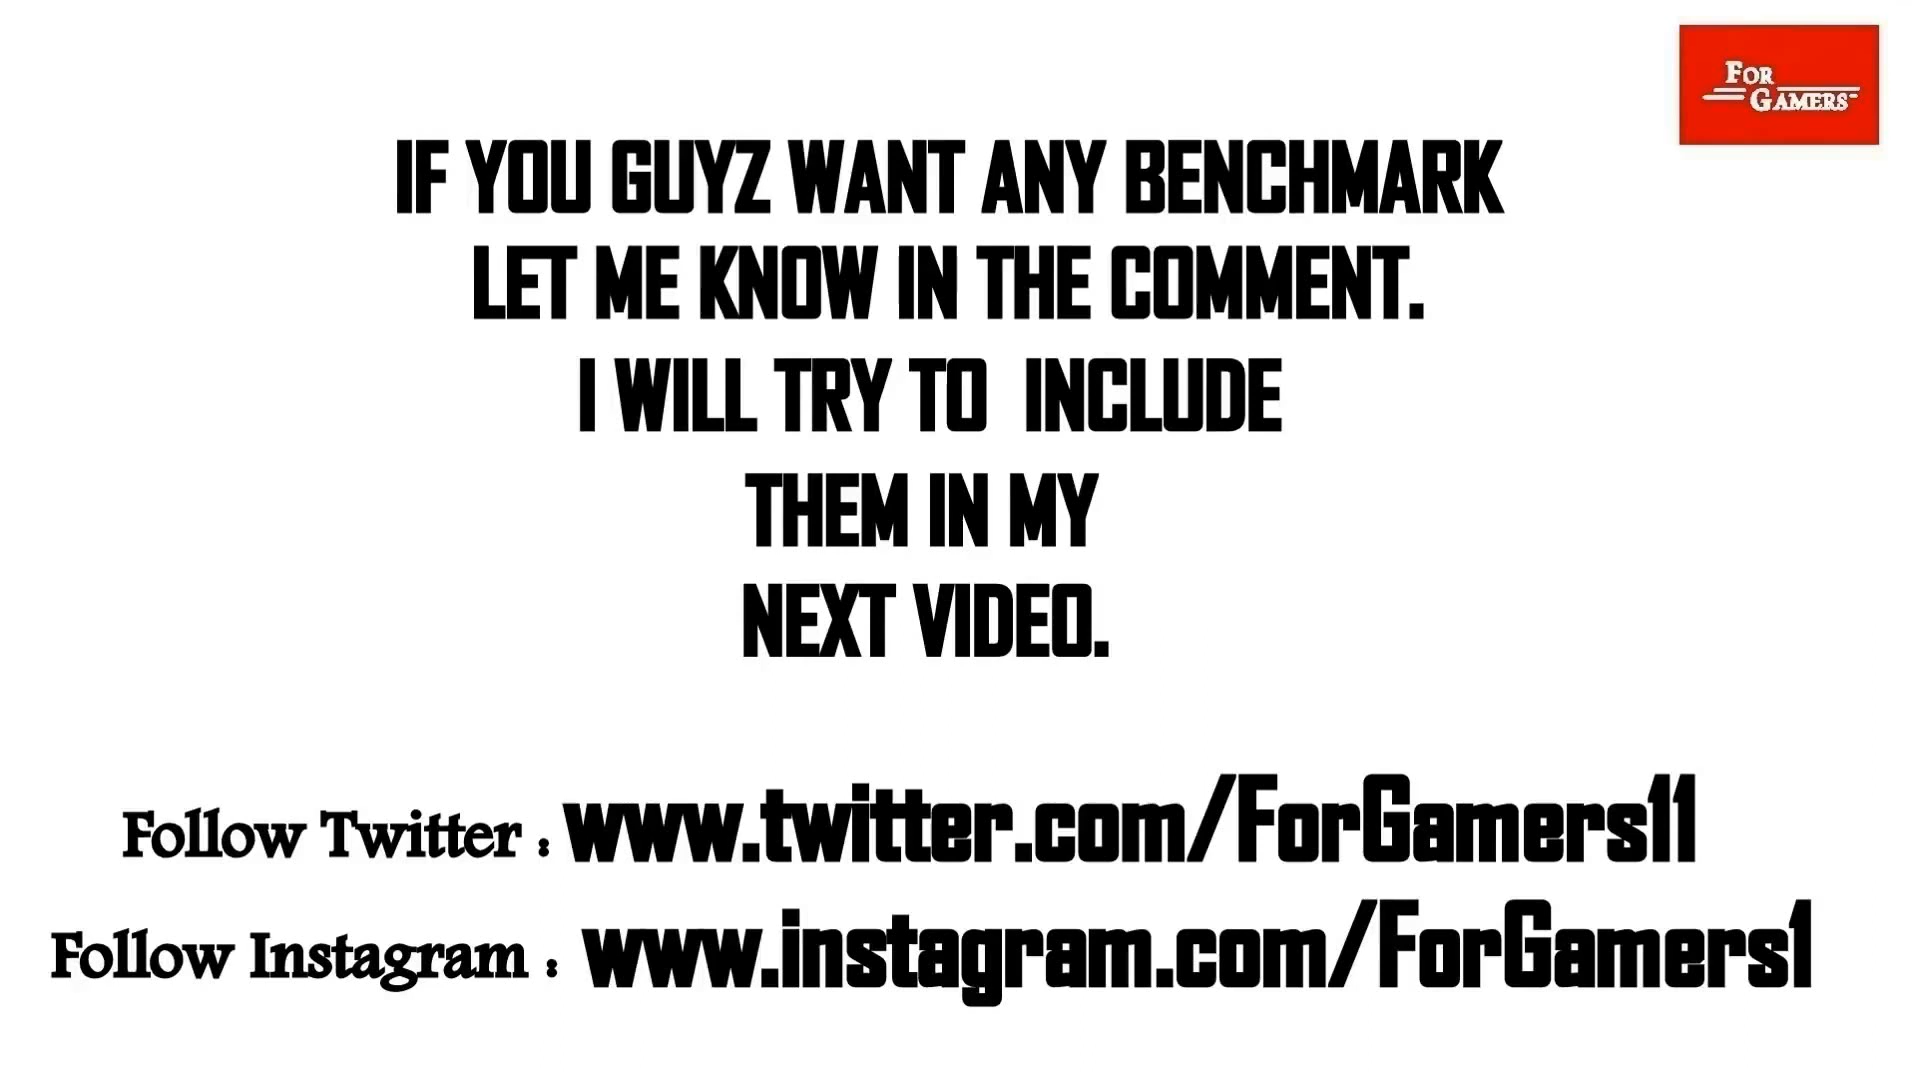 FOR
GAMERS
IF YOU GUYZ WANT ANY BENCHMARK
LET ME KNOW IN THE COMMENT.
I WILL TRY TO INCLUDE
THEM IN MY
NEXT VIDEO.
Follow Twitter : www.twitter.com/ForGamers11
Follow Instagram : www.instagram.com/ForGamers1